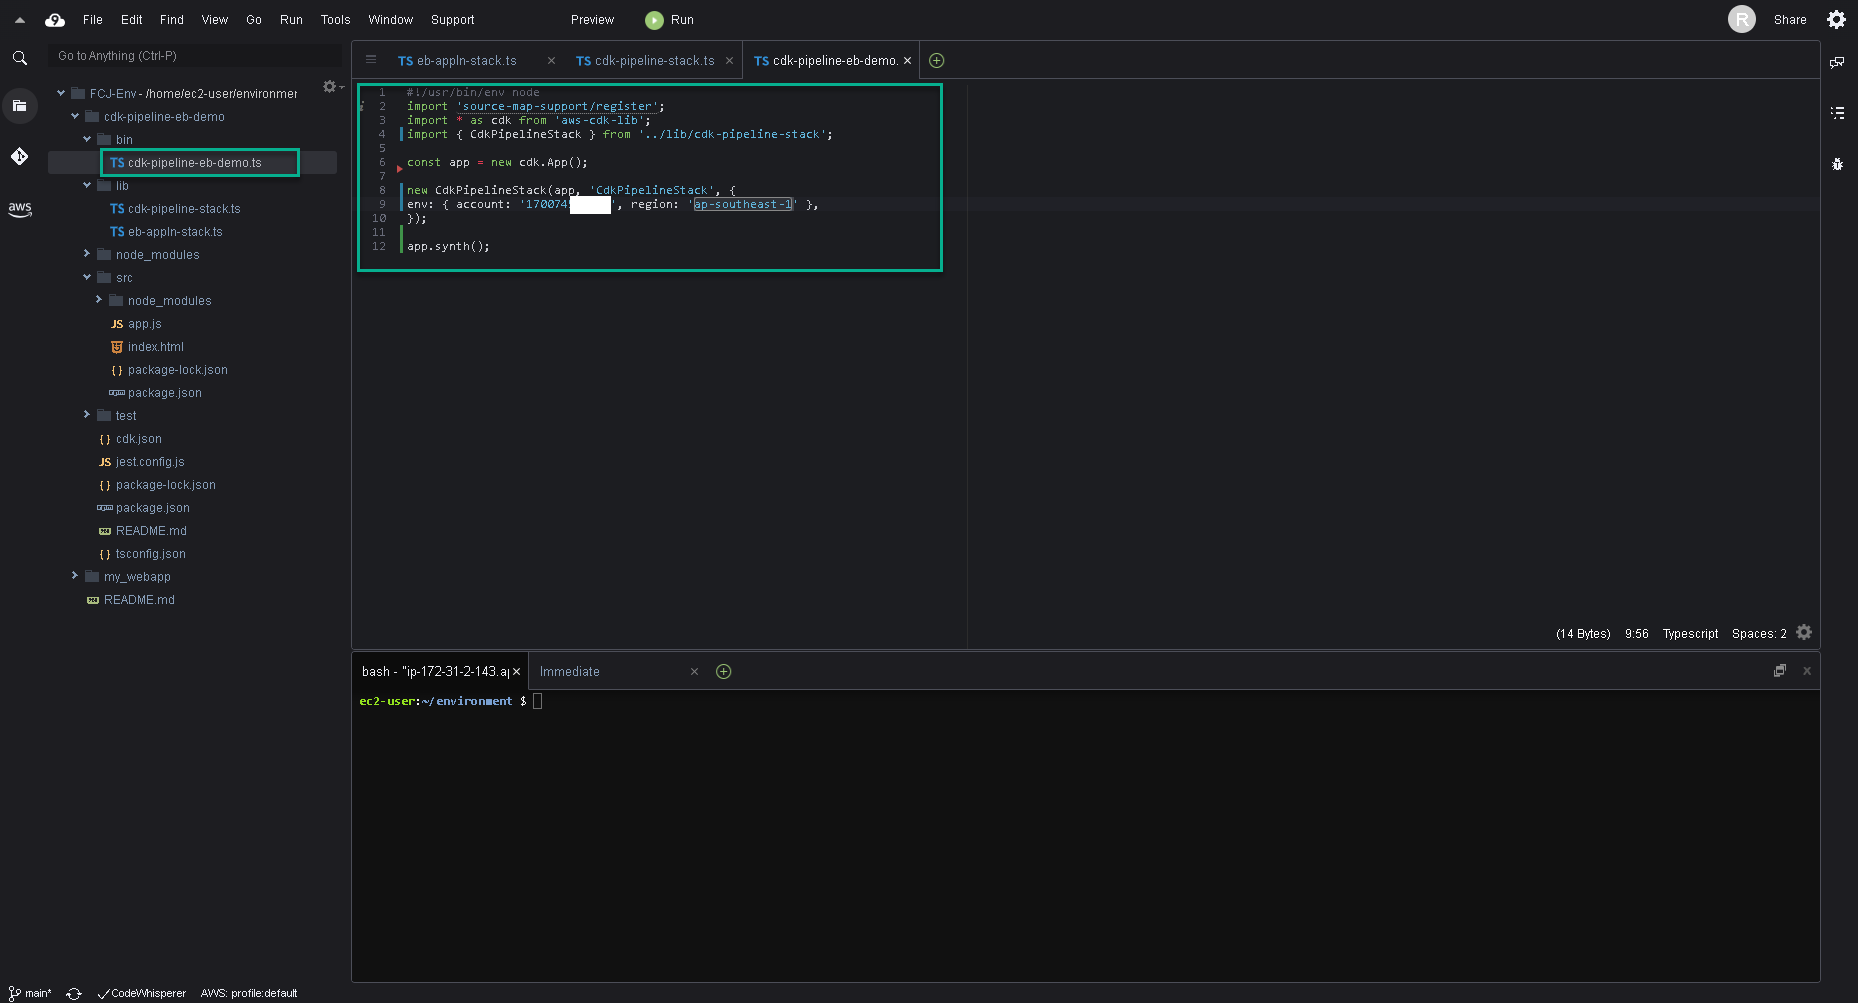 9 File Edit Find View Go Run Tools Window Support Preview Run R Share
Go to Anything (Ctrl-P)
FCJ-Env - /home/ec2-user/environmer
cdk-pipeline-eb-demo
bin
TS cdk-pipeline-eb-demo.ts
lib
TS cdk-pipeline-stack.ts
TS eb-appln-stack.ts
node_modules
src
node_modules
JS app.js
index.html
{ } package-lock.json
package.json
test
{ } cdk.json
JS jest.config.js
{ } package-lock.json
package.json
README.md
{ } tsconfig.json
my_webapp
README.md
aws
TS eb-appln-stack.ts × TS cdk-pipeline-stack.ts × TS cdk-pipeline-eb-demo. ×
1 #!/usr/bin/env node
2 import 'source-map-support/register';
3 import * as cdk from 'aws-cdk-lib';
4 import { CdkPipelineStack } from '../lib/cdk-pipeline-stack';
5
6 const app = new cdk.App();
7
8 new CdkPipelineStack(app, 'CdkPipelineStack', {
9 env: { account: '170074 ', region: 'ap-southeast-1' },
10 });
11
12 app.synth();
(14 Bytes) 9:56 Typescript Spaces: 2
bash - "ip-172-31-2-143.a × Immediate ×
ec2-user:~/environment $
main* CodeWhisperer AWS: profile:default